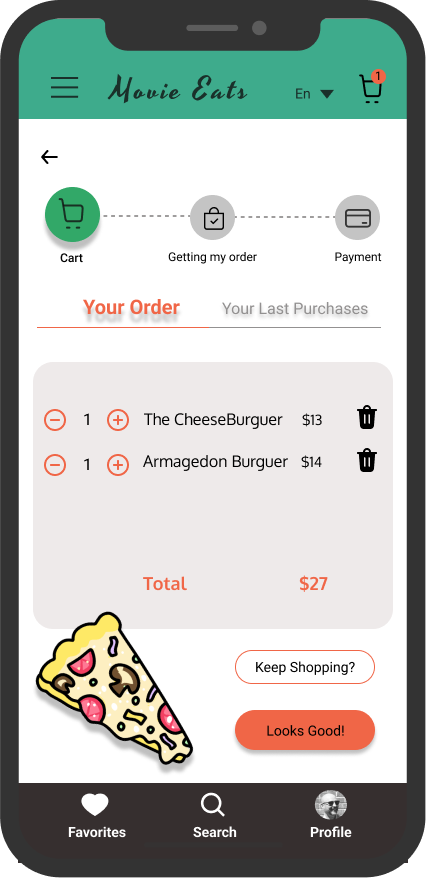 Movie Eats
En
1
Cart
Getting my order
Payment
Your Order
Your Last Purchases
1 The CheeseBurguer $13
1 Armagedon Burguer $14
Total $27
Keep Shopping?
Looks Good!
Favorites
Search
Profile